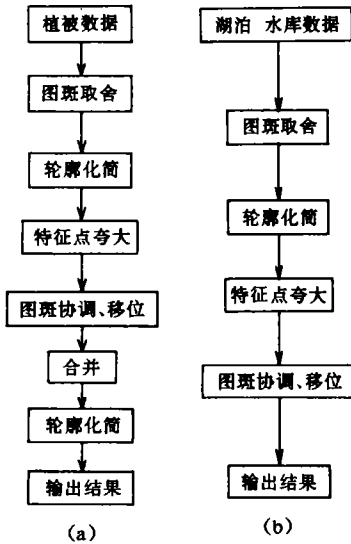 植被数据
图斑取舍
轮廓化简
特征点夸大
图斑协调、移位
合并
轮廓化简
输出结果
(a)
湖泊 水库数据
图斑取舍
轮廓化简
特征点夸大
图斑协调、移位
输出结果
(b)